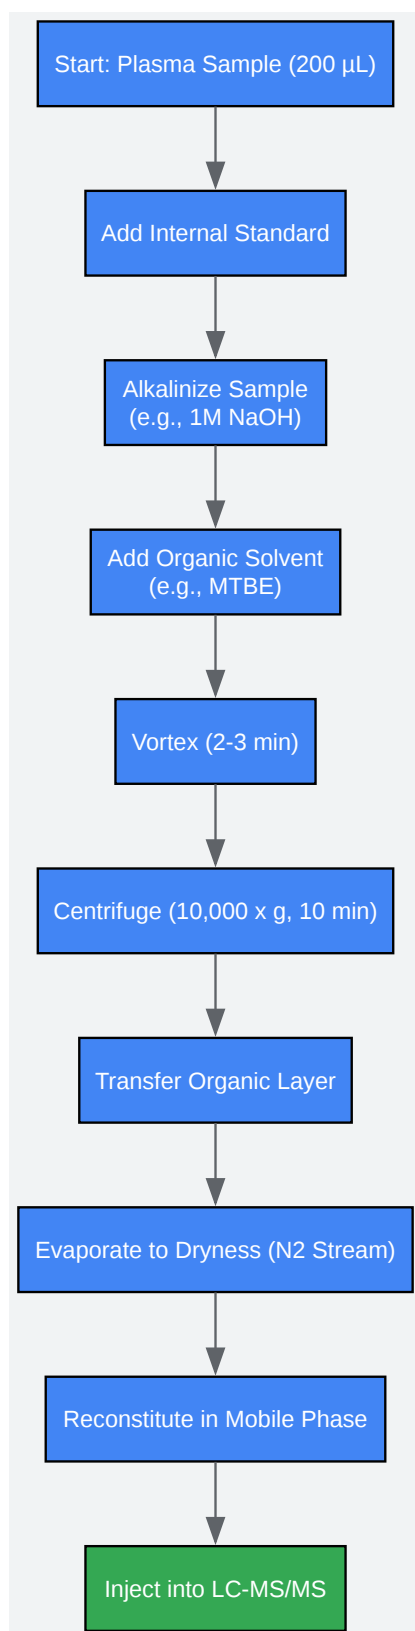 Start: Plasma Sample (200 µL)
Add Internal Standard
Alkalinize Sample
(e.g., 1M NaOH)
Add Organic Solvent
(e.g., MTBE)
Vortex (2-3 min)
Centrifuge (10,000 x g, 10 min)
Transfer Organic Layer
Evaporate to Dryness (N2 Stream)
Reconstitute in Mobile Phase
Inject into LC-MS/MS